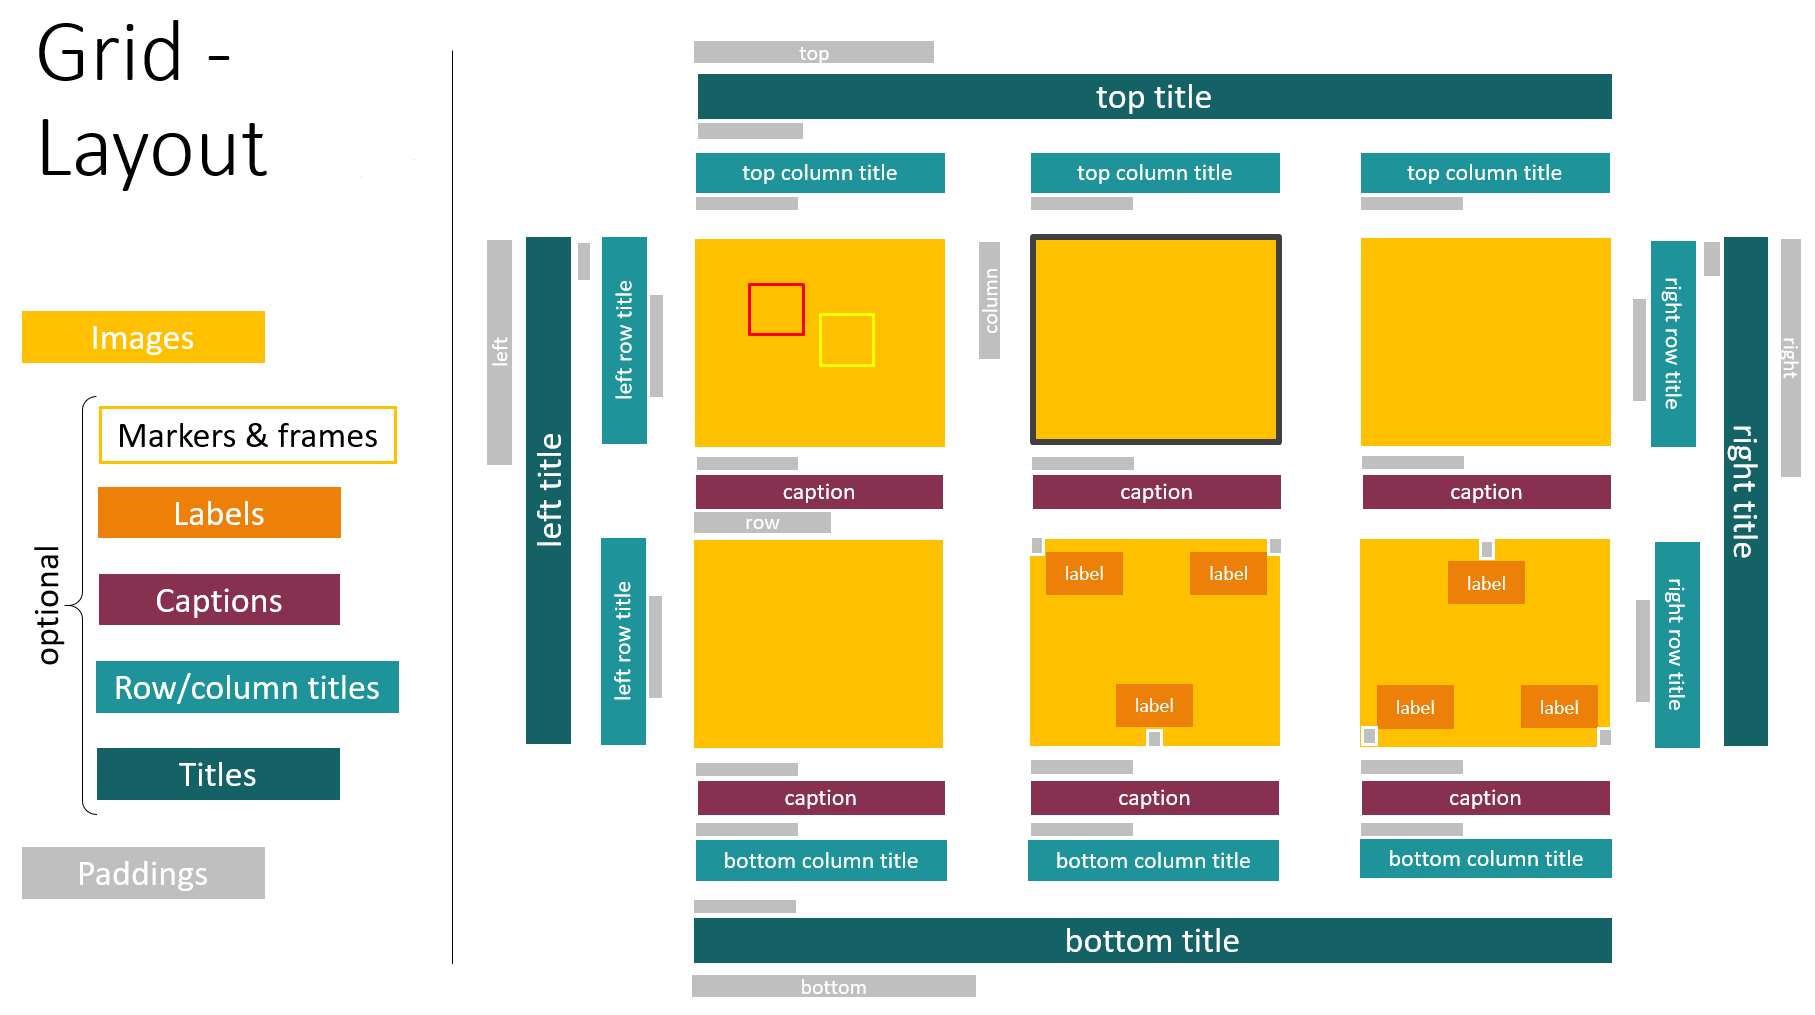 Grid -
Layout
Images
optional
Markers & frames
Labels
Captions
Row/column titles
Titles
Paddings
top
top title
top column title
top column title
top column title
left
left title
left row title
column
right row title
right title
right
caption
caption
caption
row
left row title
label
label
label
label
label
label
right row title
caption
caption
caption
bottom column title
bottom column title
bottom column title
bottom title
bottom